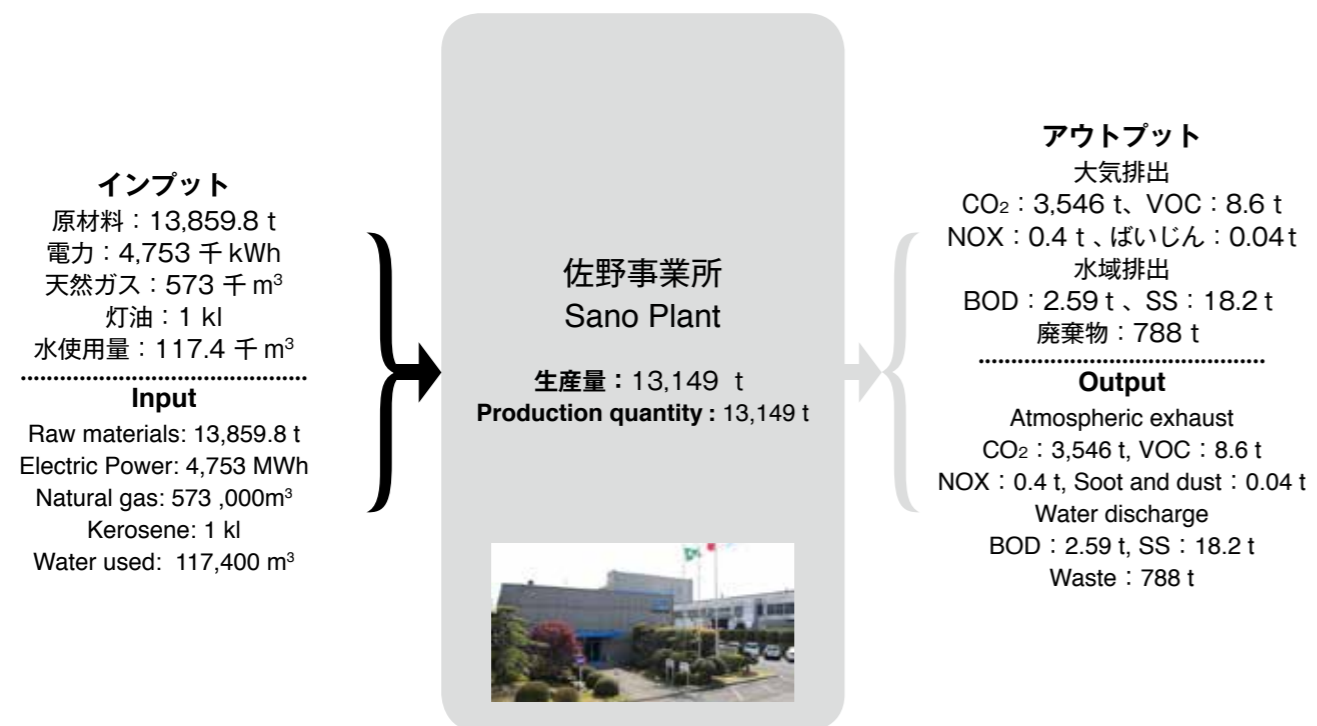 インプット
原材料：13,859.8 t
電力：4,753 千 kWh
天然ガス：573 千 m³
灯油：1 kl
水使用量：117.4 千 m³
Input
Raw materials: 13,859.8 t
Electric Power: 4,753 MWh
Natural gas: 573 ,000m³
Kerosene: 1 kl
Water used: 117,400 m³
佐野事業所
Sano Plant
生産量：13,149 t
Production quantity : 13,149 t
アウトプット
大気排出
CO₂：3,546 t、VOC：8.6 t
NOX：0.4 t 、ばいじん：0.04 t
水域排出
BOD：2.59 t 、SS：18.2 t
廃棄物：788 t
Output
Atmospheric exhaust
CO₂：3,546 t, VOC：8.6 t
NOX：0.4 t, Soot and dust：0.04 t
Water discharge
BOD：2.59 t, SS：18.2 t
Waste：788 t